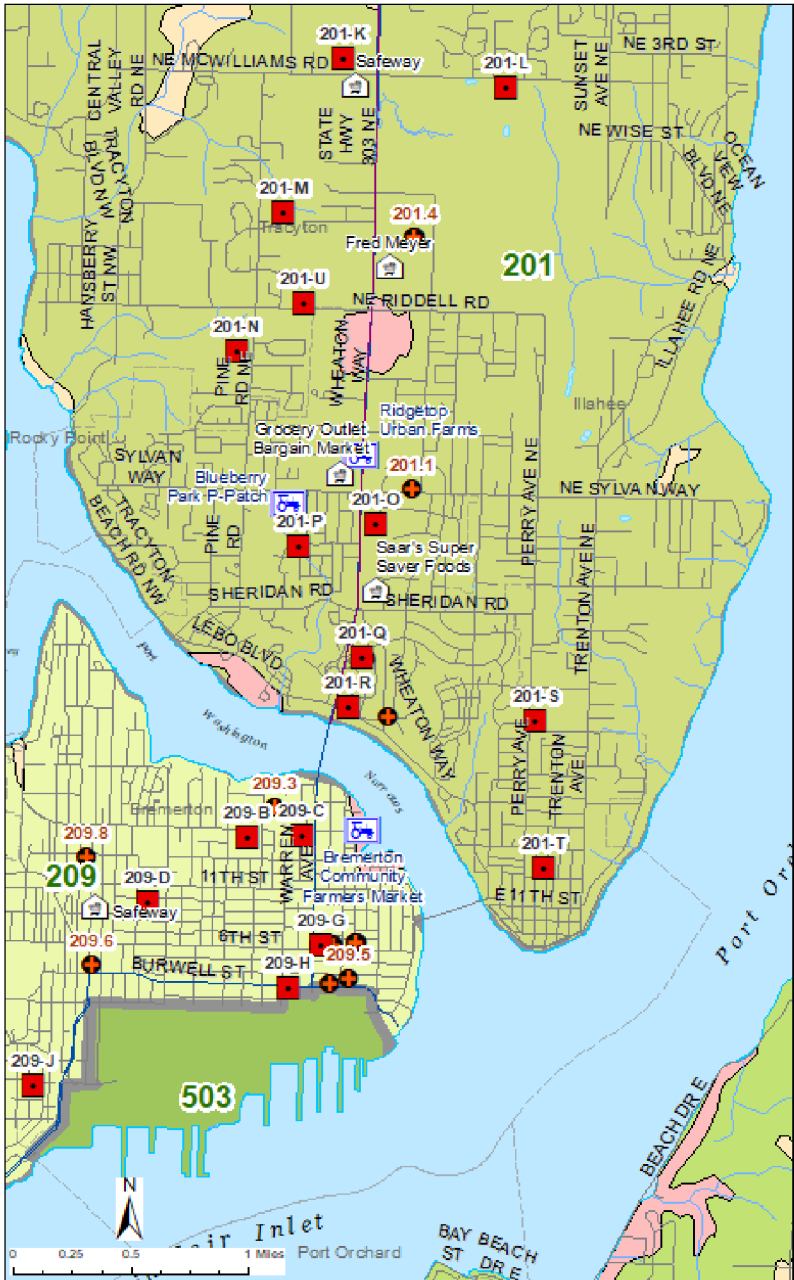 201-K
NE MCWILLIAMS RD
Safeway
201-L
NE 3RD ST
SUNSET
AVE NE
CENTRAL
VALLEY
RD NE
STATE
HWY
303 NE
NE WISE ST
OCEAN
VIEW
BLVD NE
TRACYTON
BLVD NW
201-M
Tracyton
201.4
Fred Meyer
201
HANSBERRY
ST NW
201-U
NE RIDDELL RD
ILLAHEE RD NE
201-N
PINE
RD NE
WHEATON
WAY
Illahee
Rocky Point
Grocery Outlet
Bargain Market
Ridgetop
Urban Farms
SYLVAN
WAY
Blueberry
Park P-Patch
201.1
PERRY AVE NE
NE SYLVAN WAY
201-O
TRACYTON
BEACH RD NW
PINE
RD
201-P
Saar's Super
Saver Foods
TRENTON AVE NE
SHERIDAN RD
SHERIDAN RD
LEBO BLVD
201-Q
Port
WHEATON WAY
201-R
201-S
Washington
PERRY AVE
TRENTON
AVE
Narrows
209.3
Bremerton
209-B
209-C
209.8
WARREN
AVE
Bremerton
Community
Farmers Market
201-T
209
209-D
11TH ST
E 11TH ST
Safeway
209-G
6TH ST
Port Orch
209.6
209.5
BURWELL ST
209-H
209-J
503
BEACH DR E
N
Inlet
0 0.25 0.5 1 Miles
Port Orchard
BAY
ST
BEACH
DR E